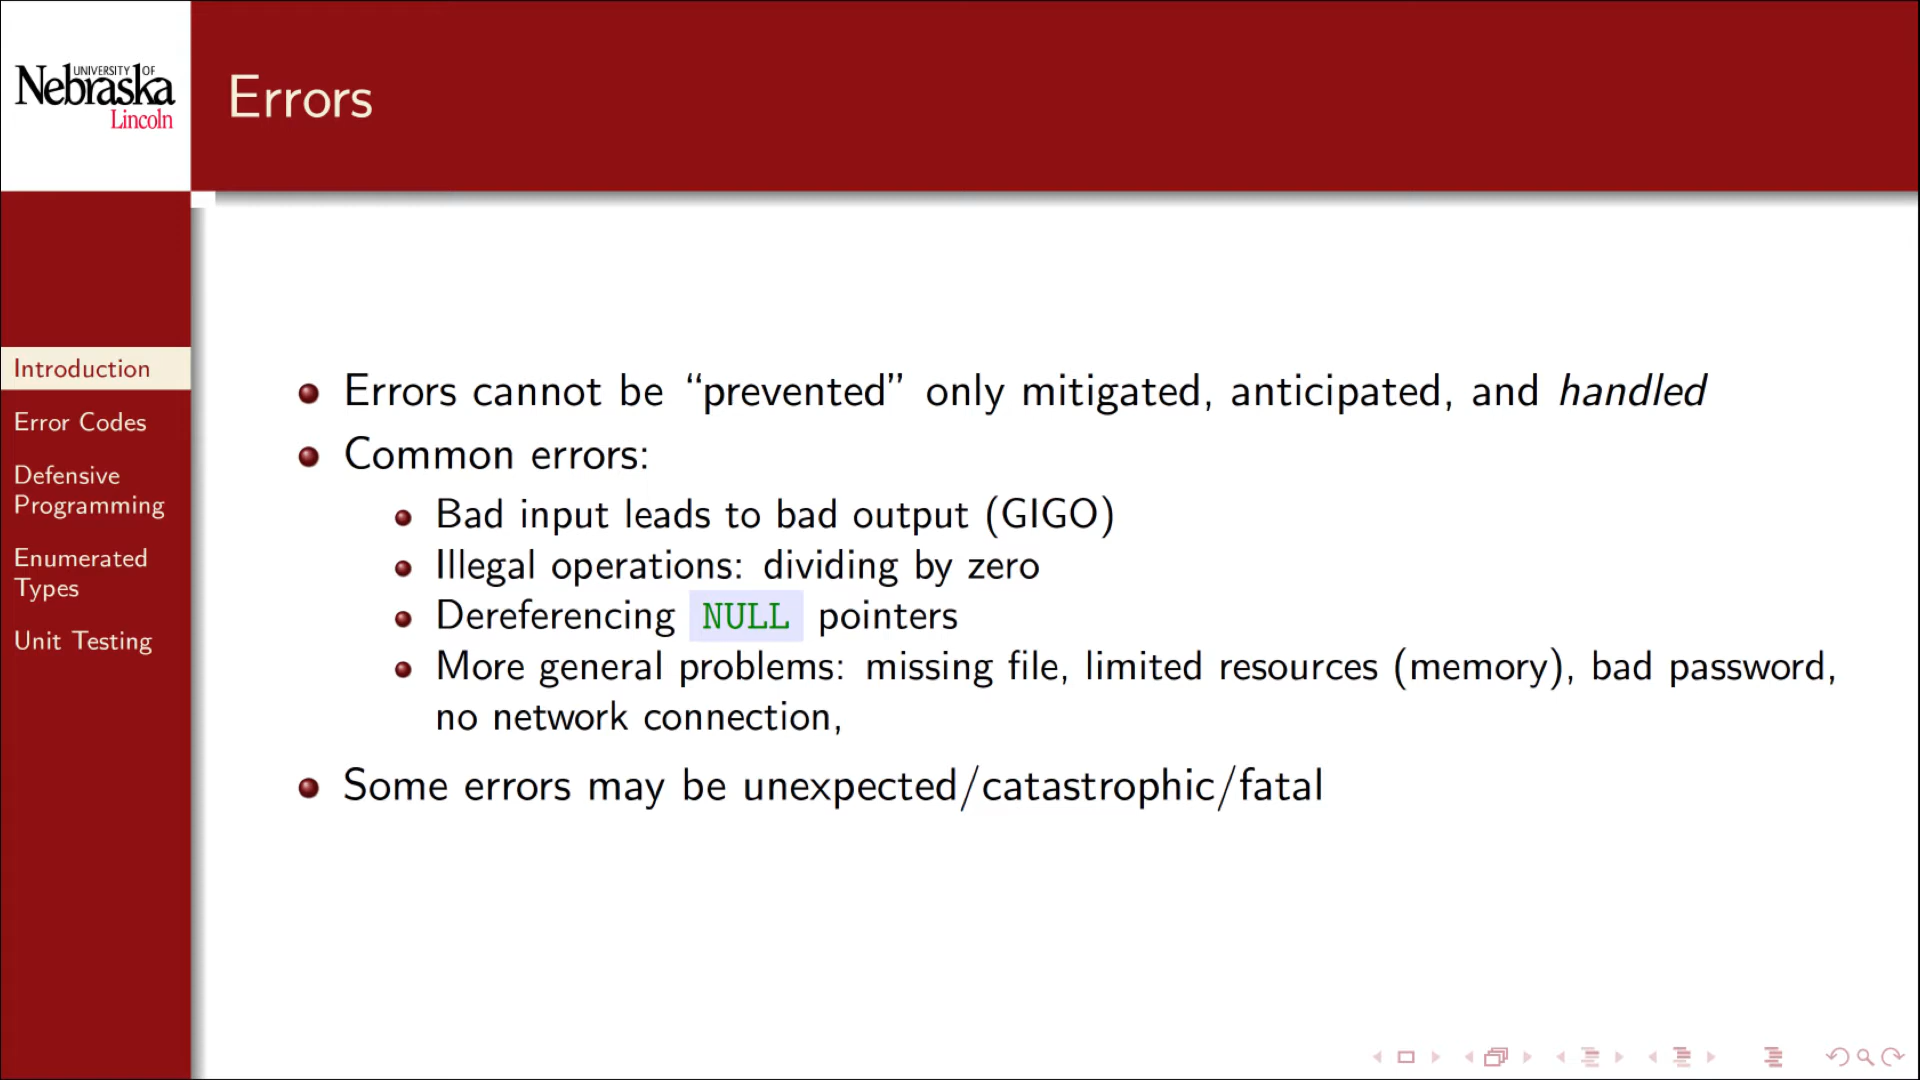 UNIVERSITY OF
Nebraska
Lincoln
Errors
Introduction
Error Codes
Defensive
Programming
Enumerated
Types
Unit Testing
Errors cannot be “prevented” only mitigated, anticipated, and handled
Common errors:
Bad input leads to bad output (GIGO)
Illegal operations: dividing by zero
Dereferencing NULL pointers
More general problems: missing file, limited resources (memory), bad password,
no network connection,
Some errors may be unexpected/catastrophic/fatal